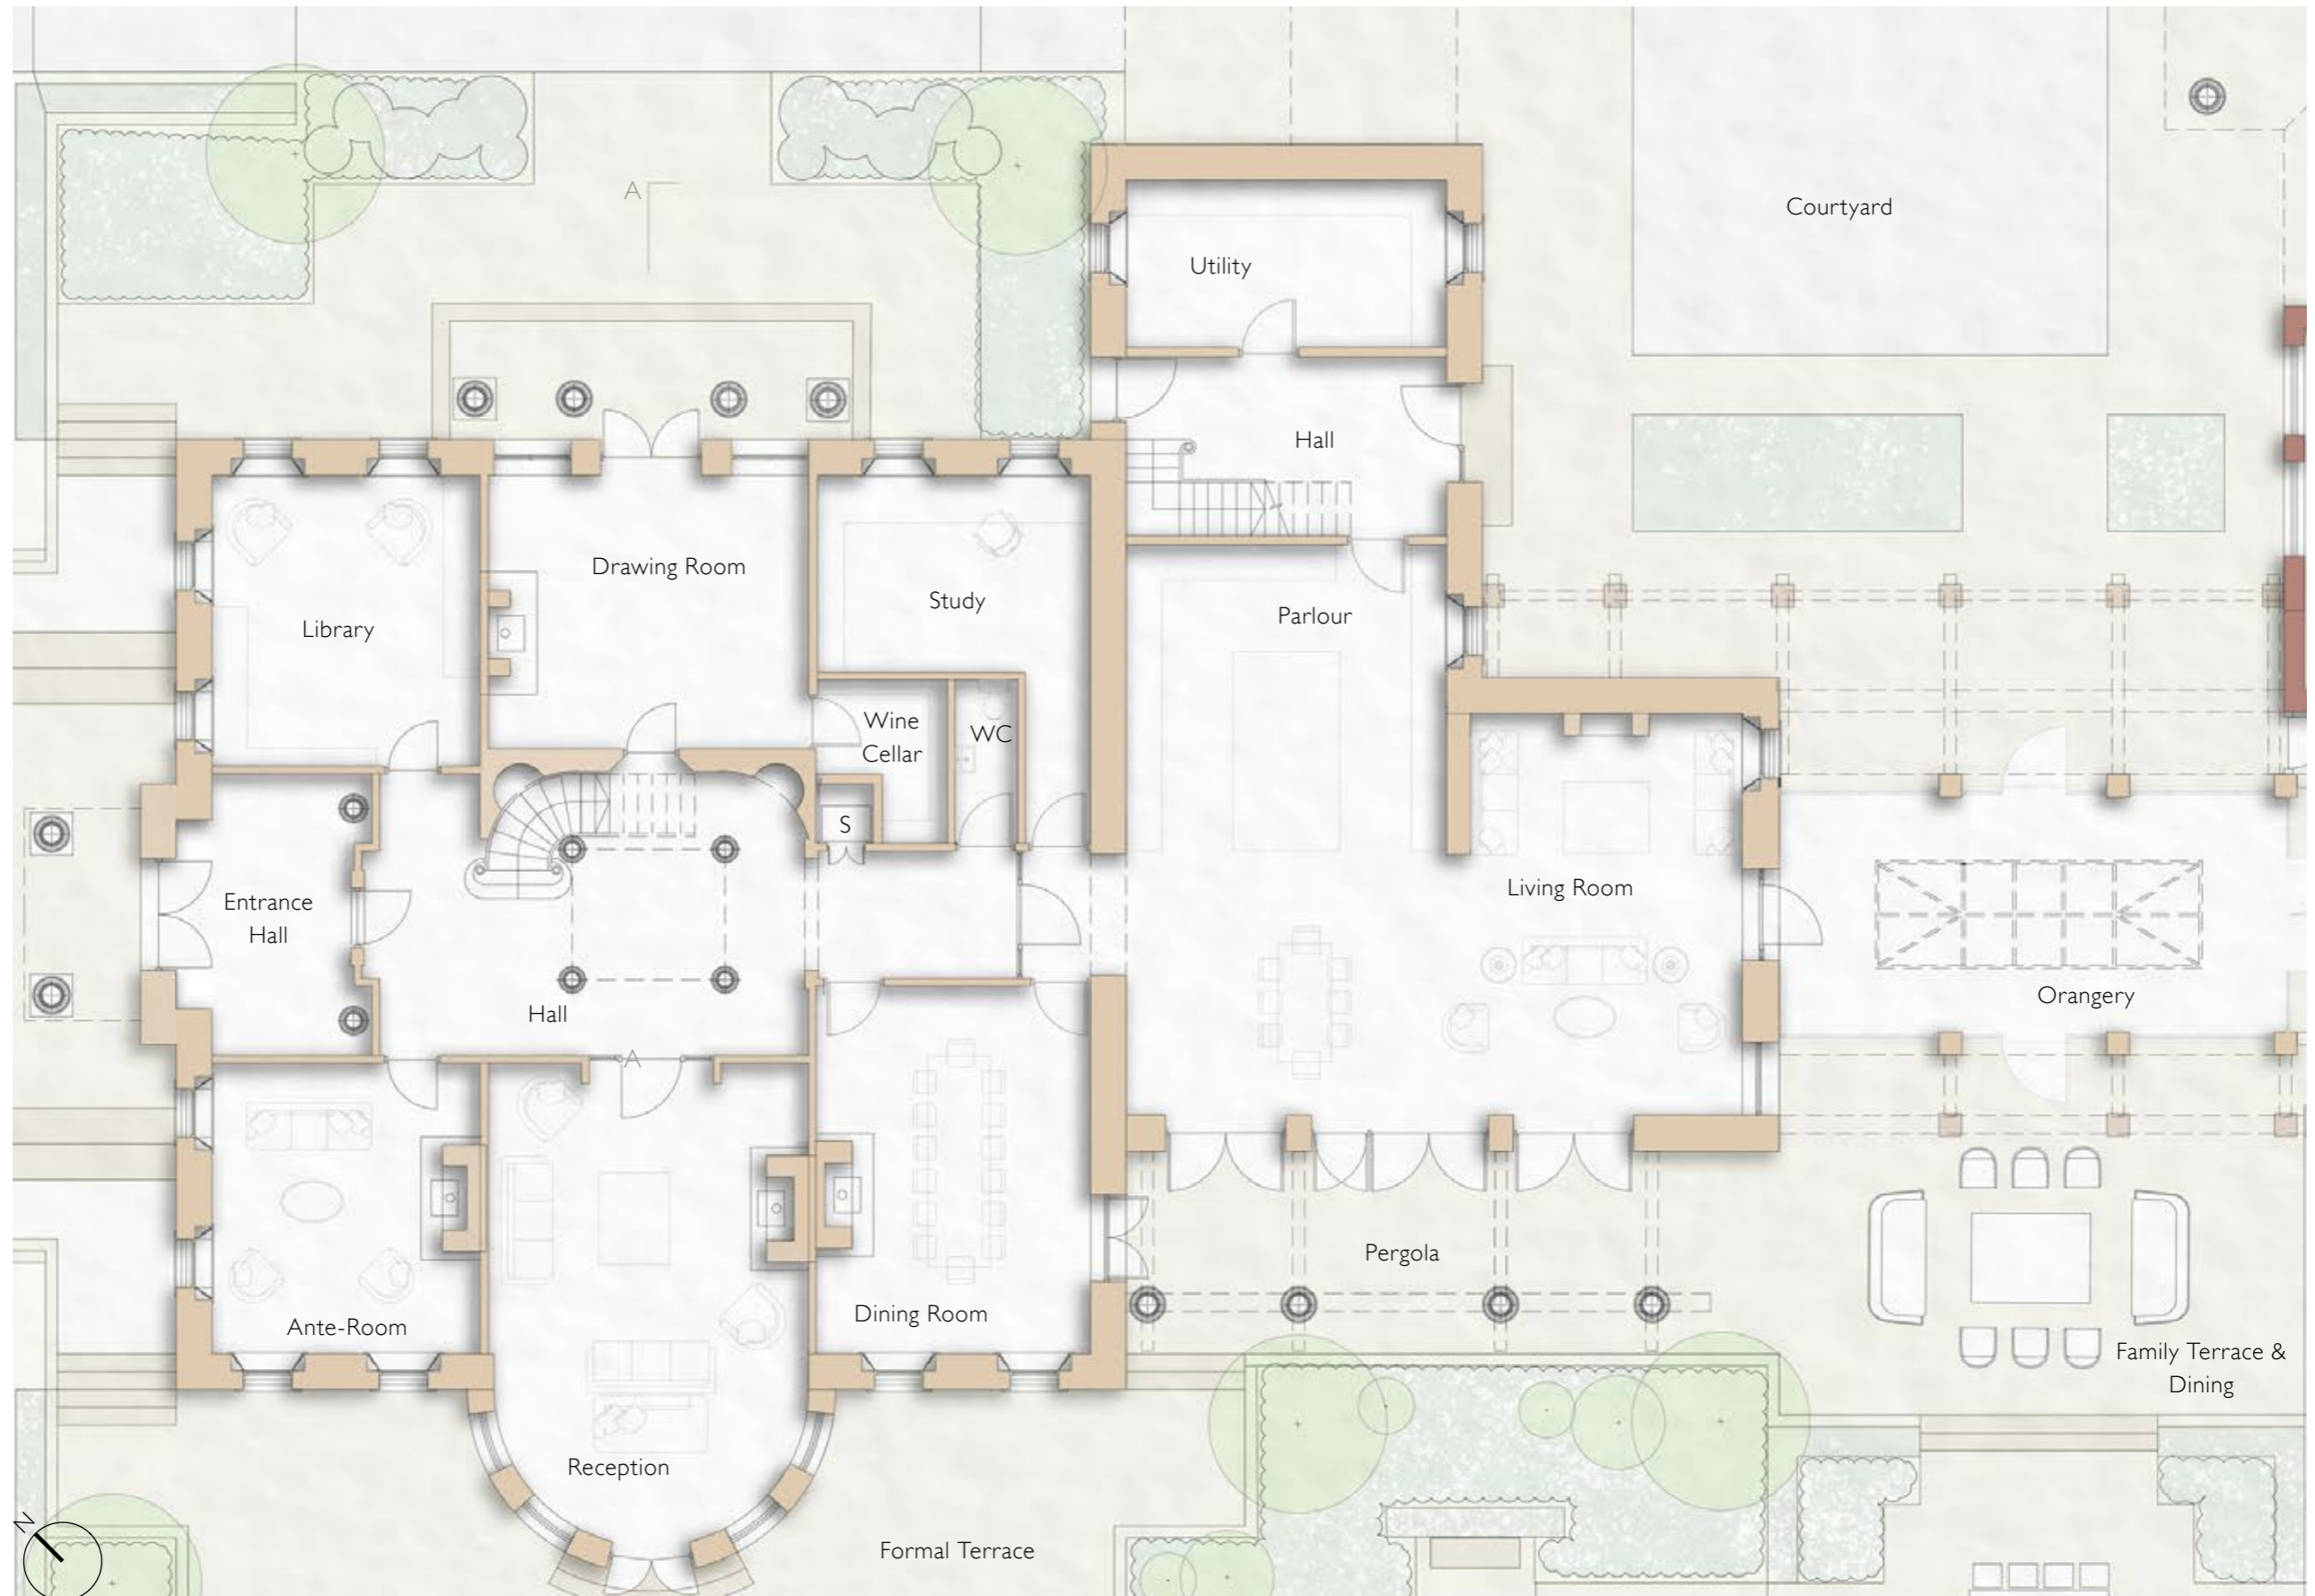 A
Courtyard
Utility
Hall
Drawing Room
Study
Parlour
Library
Wine
Cellar
WC
S
Living Room
Entrance
Hall
Orangery
Hall
A
Pergola
Dining Room
Ante-Room
Family Terrace &
Dining
Reception
Formal Terrace
N